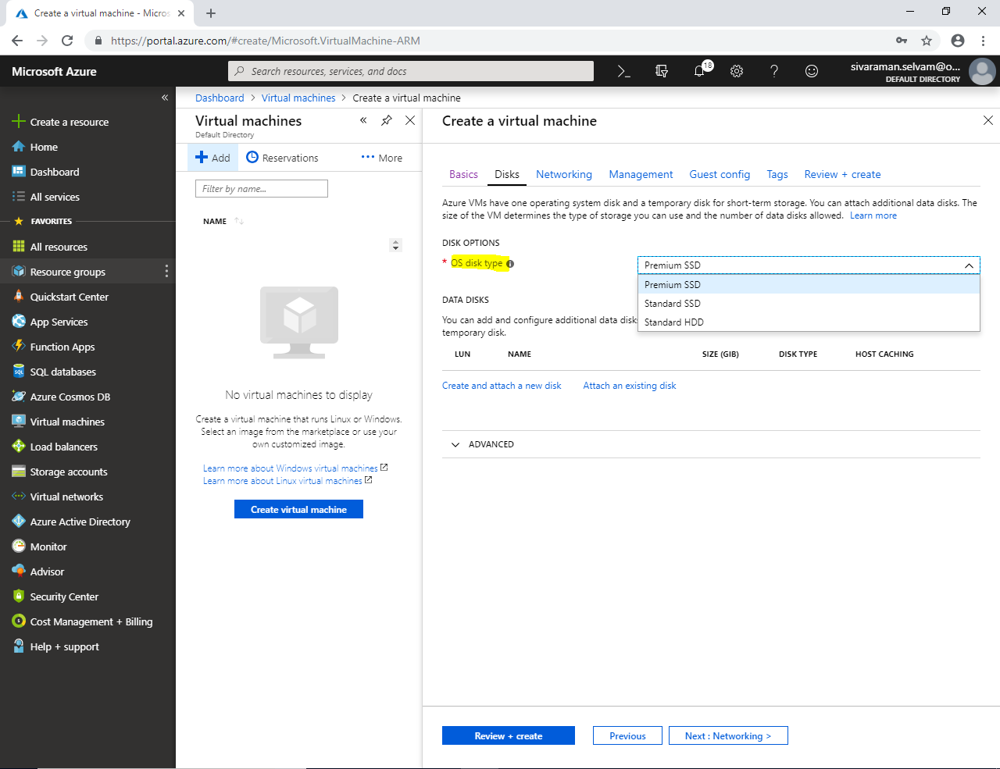 Create a virtual machine - Micros
https://portal.azure.com/#create/Microsoft.VirtualMachine-ARM
Microsoft Azure
Search resources, services, and docs
18
sivaraman.selvam@o...
DEFAULT DIRECTORY
Create a resource
Home
Dashboard
All services
FAVORITES
All resources
Resource groups
Quickstart Center
App Services
Function Apps
SQL databases
Azure Cosmos DB
Virtual machines
Load balancers
Storage accounts
Virtual networks
Azure Active Directory
Monitor
Advisor
Security Center
Cost Management + Billing
Help + support
Dashboard > Virtual machines > Create a virtual machine
Virtual machines
Default Directory
Add
Reservations
More
Filter by name...
NAME
No virtual machines to display
Create a virtual machine that runs Linux or Windows.
Select an image from the marketplace or use your
own customized image.
Learn more about Windows virtual machines
Learn more about Linux virtual machines
Create virtual machine
Create a virtual machine
Basics Disks Networking Management Guest config Tags Review + create
Azure VMs have one operating system disk and a temporary disk for short-term storage. You can attach additional data disks. The
size of the VM determines the type of storage you can use and the number of data disks allowed. Learn more
DISK OPTIONS
* OS disk type
Premium SSD
Premium SSD
Standard SSD
Standard HDD
DATA DISKS
You can add and configure additional data disk
temporary disk.
LUN NAME SIZE (GIB) DISK TYPE HOST CACHING
Create and attach a new disk Attach an existing disk
ADVANCED
Review + create
Previous
Next : Networking >